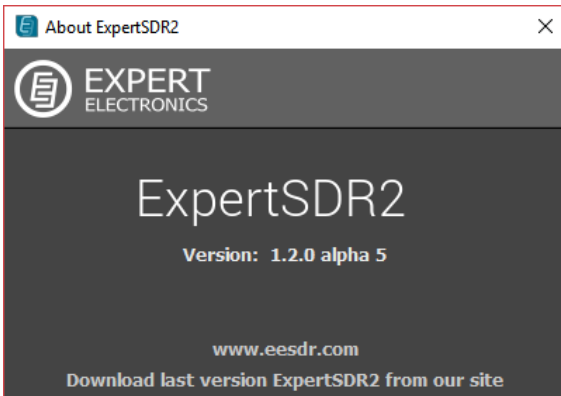 About ExpertSDR2
EXPERT
ELECTRONICS
ExpertSDR2
Version: 1.2.0 alpha 5
www.eesdr.com
Download last version ExpertSDR2 from our site